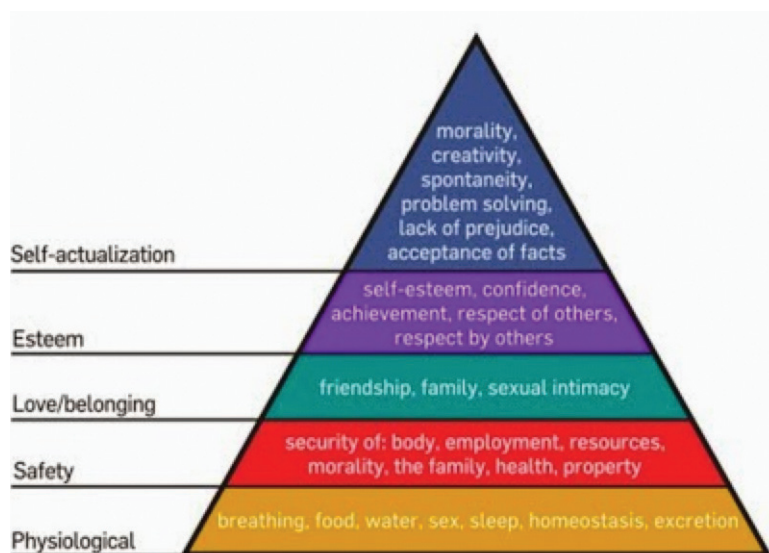 morality,
creativity,
spontaneity,
problem solving,
lack of prejudice,
acceptance of facts
Self-actualization
self-esteem, confidence,
achievement, respect of others,
respect by others
Esteem
friendship, family, sexual intimacy
Love/belonging
security of: body, employment, resources,
morality, the family, health, property
Safety
breathing, food, water, sex, sleep, homeostasis, excretion
Physiological